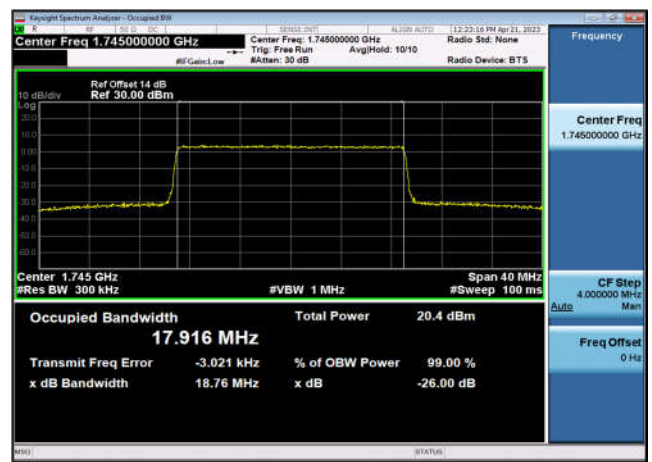 Keysight Spectrum Analyzer - Occupied BW
R RF 50 Ω DC SENSE:INT ALIGN AUTO 12:23:16 PM Apr 21, 2023
Center Freq 1.745000000 GHz
Center Freq: 1.745000000 GHz Radio Std: None
Trig: Free Run Avg|Hold: 10/10
#IFGain:Low #Atten: 30 dB Radio Device: BTS
Frequency
Ref Offset 14 dB
10 dB/div Ref 30.00 dBm
Log
20.0
10.0
0.00
-10.0
-20.0
-30.0
-40.0
-50.0
-60.0
Center Freq
1.745000000 GHz
Center 1.745 GHz Span 40 MHz
#Res BW 300 kHz #VBW 1 MHz #Sweep 100 ms
CF Step
4.000000 MHz
Auto Man
Occupied Bandwidth Total Power 20.4 dBm
17.916 MHz
Freq Offset
0 Hz
Transmit Freq Error -3.021 kHz % of OBW Power 99.00 %
x dB Bandwidth 18.76 MHz x dB -26.00 dB
MSG STATUS